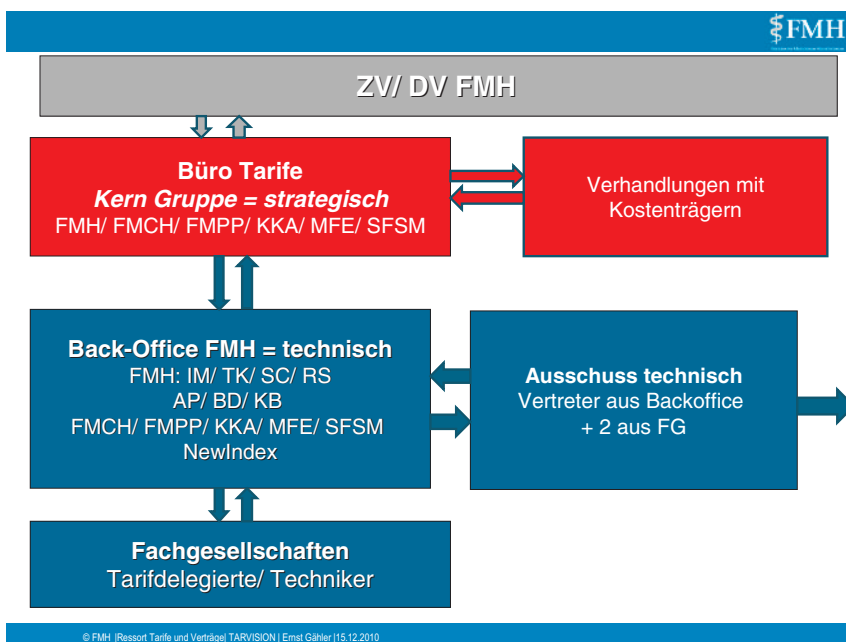 FMH
ZV/ DV FMH
Büro Tarife
Kern Gruppe = strategisch
FMH/ FMCH/ FMPP/ KKA/ MFE/ SFSM
Verhandlungen mit
Kostenträgern
Back-Office FMH = technisch
FMH: IM/ TK/ SC/ RS
AP/ BD/ KB
FMCH/ FMPP/ KKA/ MFE/ SFSM
NewIndex
Ausschuss technisch
Vertreter aus Backoffice
+ 2 aus FG
Fachgesellschaften
Tarifdelegierte/ Techniker
© FMH |Ressort Tarife und Verträge| TARVISION | Ernst Gähler |15.12.2010